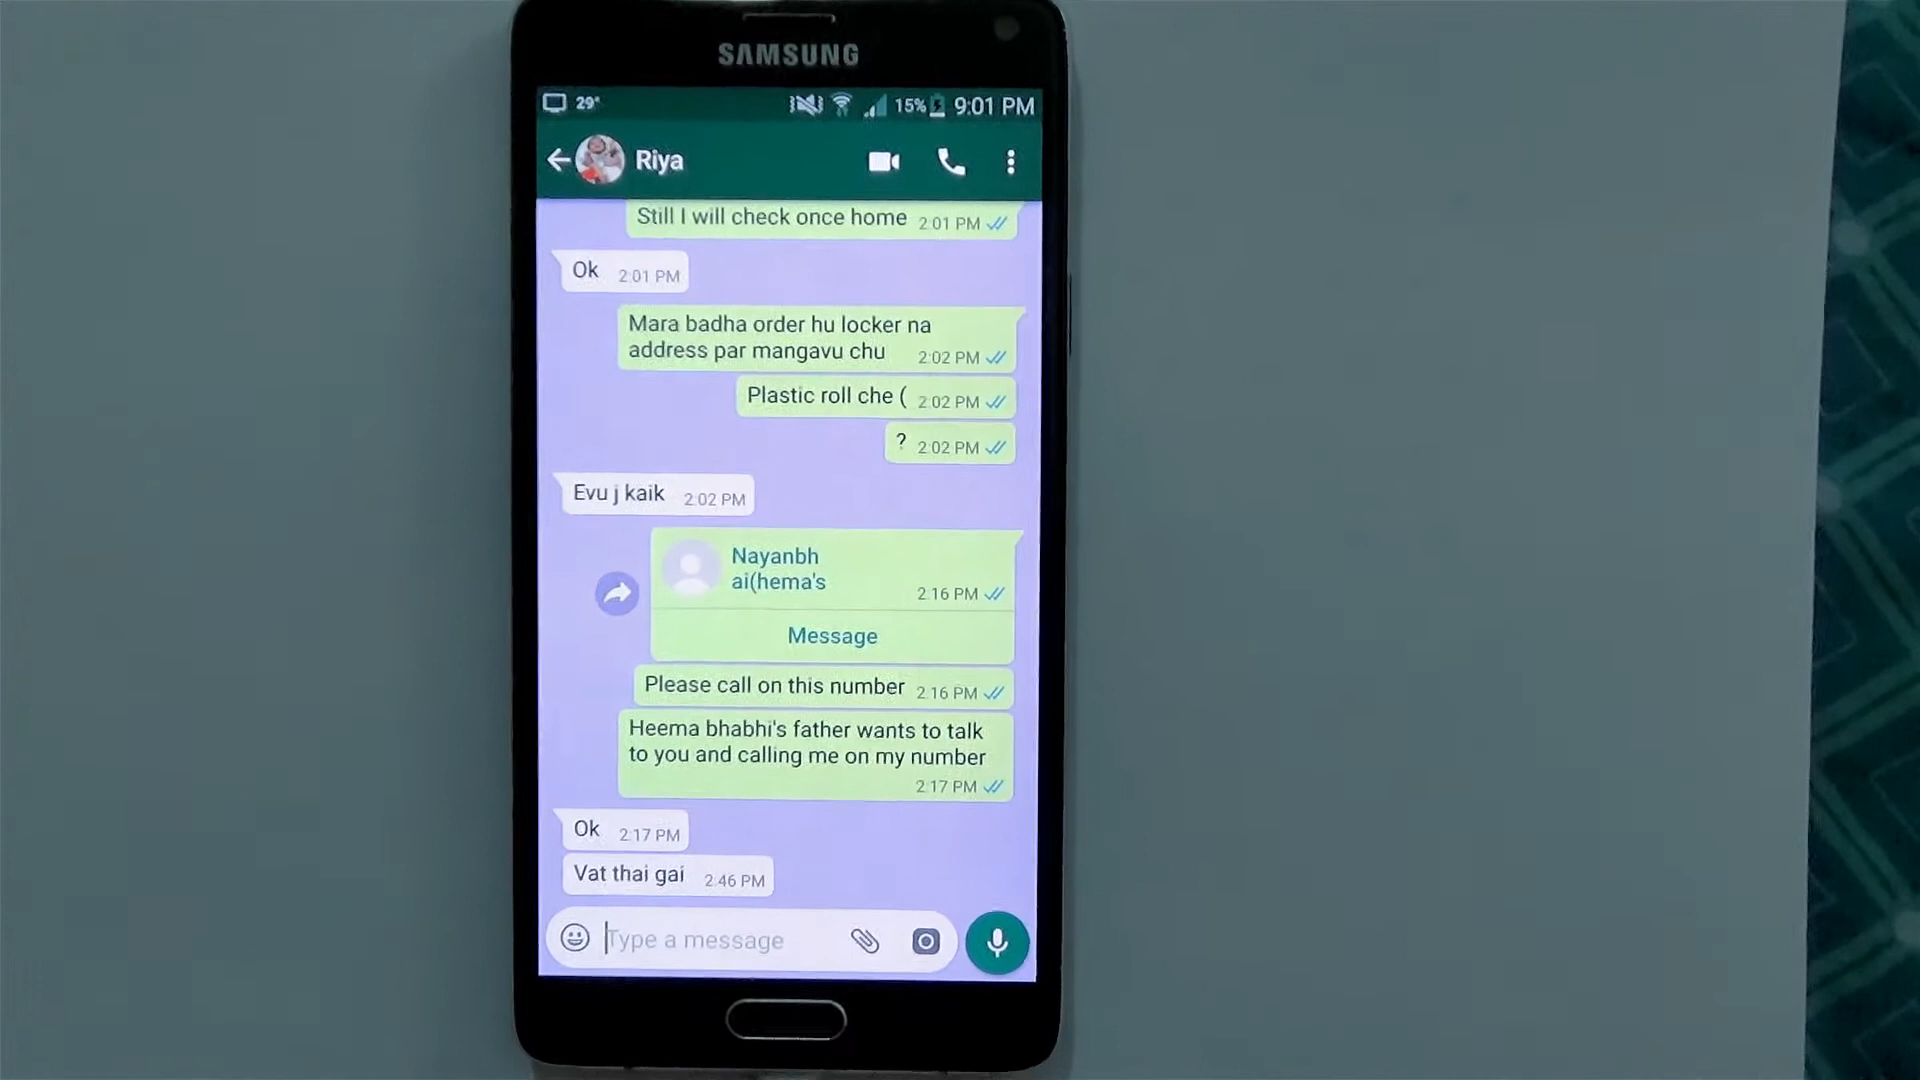 SAMSUNG
29° 15% 9:01 PM
Riya
Still I will check once home 2:01 PM
Ok 2:01 PM
Mara badha order hu locker na
address par mangavu chu 2:02 PM
Plastic roll che ( 2:02 PM
? 2:02 PM
Evu j kaik 2:02 PM
Nayanbh
ai(hema's 2:16 PM
Message
Please call on this number 2:16 PM
Heema bhabhi's father wants to talk
to you and calling me on my number
2:17 PM
Ok 2:17 PM
Vat thai gai 2:46 PM
Type a message